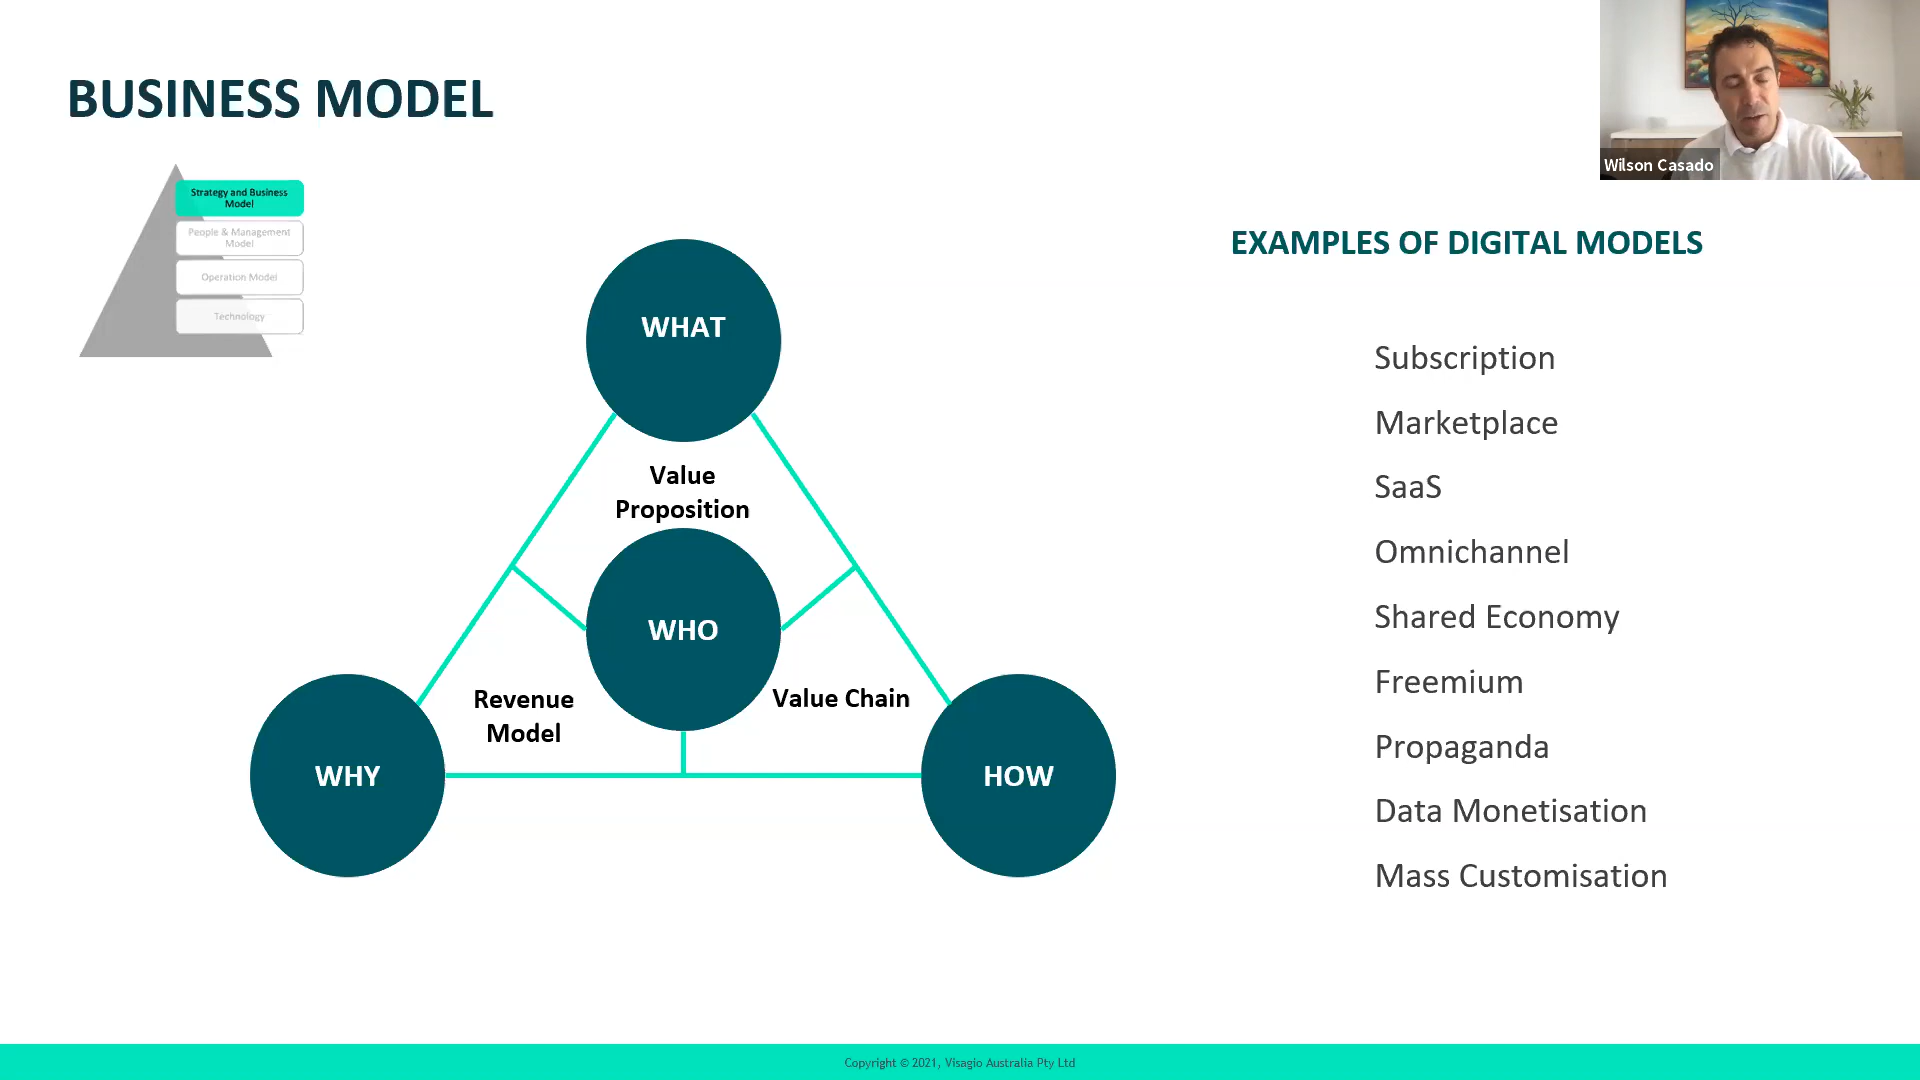 BUSINESS MODEL
Wilson Casado
Strategy and Business
Model
People & Management
Model
Operation Model
Technology
WHAT
Value
Proposition
WHO
Revenue
Model
Value Chain
WHY
HOW
EXAMPLES OF DIGITAL MODELS
Subscription
Marketplace
SaaS
Omnichannel
Shared Economy
Freemium
Propaganda
Data Monetisation
Mass Customisation
Copyright © 2021, Visagio Australia Pty Ltd